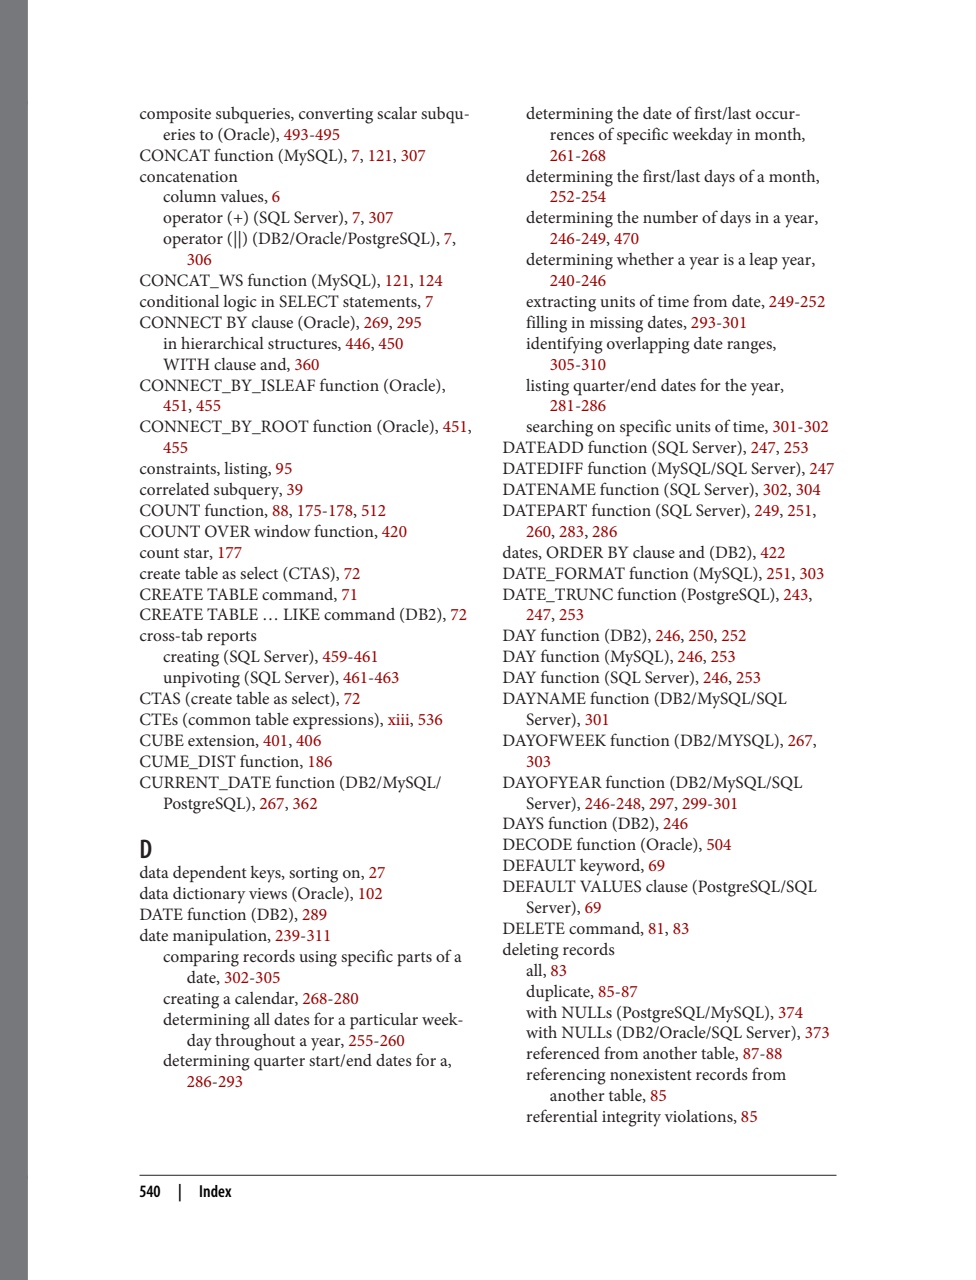 composite subqueries, converting scalar subqu-
eries to (Oracle), 493-495
CONCAT function (MySQL), 7, 121, 307
concatenation
column values, 6
operator (+) (SQL Server), 7, 307
operator (||) (DB2/Oracle/PostgreSQL), 7,
306
CONCAT_WS function (MySQL), 121, 124
conditional logic in SELECT statements, 7
CONNECT BY clause (Oracle), 269, 295
in hierarchical structures, 446, 450
WITH clause and, 360
CONNECT_BY_ISLEAF function (Oracle),
451, 455
CONNECT_BY_ROOT function (Oracle), 451,
455
constraints, listing, 95
correlated subquery, 39
COUNT function, 88, 175-178, 512
COUNT OVER window function, 420
count star, 177
create table as select (CTAS), 72
CREATE TABLE command, 71
CREATE TABLE … LIKE command (DB2), 72
cross-tab reports
creating (SQL Server), 459-461
unpivoting (SQL Server), 461-463
CTAS (create table as select), 72
CTEs (common table expressions), xiii, 536
CUBE extension, 401, 406
CUME_DIST function, 186
CURRENT_DATE function (DB2/MySQL/
PostgreSQL), 267, 362
D
data dependent keys, sorting on, 27
data dictionary views (Oracle), 102
DATE function (DB2), 289
date manipulation, 239-311
comparing records using specific parts of a
date, 302-305
creating a calendar, 268-280
determining all dates for a particular week-
day throughout a year, 255-260
determining quarter start/end dates for a,
286-293
determining the date of first/last occur-
rences of specific weekday in month,
261-268
determining the first/last days of a month,
252-254
determining the number of days in a year,
246-249, 470
determining whether a year is a leap year,
240-246
extracting units of time from date, 249-252
filling in missing dates, 293-301
identifying overlapping date ranges,
305-310
listing quarter/end dates for the year,
281-286
searching on specific units of time, 301-302
DATEADD function (SQL Server), 247, 253
DATEDIFF function (MySQL/SQL Server), 247
DATENAME function (SQL Server), 302, 304
DATEPART function (SQL Server), 249, 251,
260, 283, 286
dates, ORDER BY clause and (DB2), 422
DATE_FORMAT function (MySQL), 251, 303
DATE_TRUNC function (PostgreSQL), 243,
247, 253
DAY function (DB2), 246, 250, 252
DAY function (MySQL), 246, 253
DAY function (SQL Server), 246, 253
DAYNAME function (DB2/MySQL/SQL
Server), 301
DAYOFWEEK function (DB2/MYSQL), 267,
303
DAYOFYEAR function (DB2/MySQL/SQL
Server), 246-248, 297, 299-301
DAYS function (DB2), 246
DECODE function (Oracle), 504
DEFAULT keyword, 69
DEFAULT VALUES clause (PostgreSQL/SQL
Server), 69
DELETE command, 81, 83
deleting records
all, 83
duplicate, 85-87
with NULLs (PostgreSQL/MySQL), 374
with NULLs (DB2/Oracle/SQL Server), 373
referenced from another table, 87-88
referencing nonexistent records from
another table, 85
referential integrity violations, 85
540 | Index